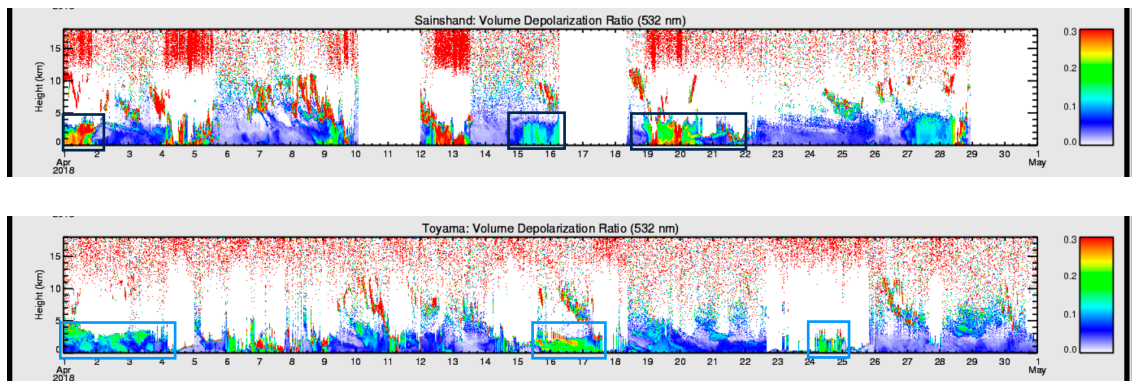 Sainshand: Volume Depolarization Ratio (532 nm)
15
10
5
0
Height (km)
2 3 4 5 6 7 8 9 10 11 12 13 14 15 16 17 18 19 20 21 22 23 24 25 26 27 28 29 30 1
Apr May
2018
0.3
0.2
0.1
0.0
Toyama: Volume Depolarization Ratio (532 nm)
15
10
5
0
Height (km)
2 3 4 5 6 7 8 9 10 11 12 13 14 15 16 17 18 19 20 21 22 23 24 25 26 27 28 29 30 1
Apr May
2018
0.3
0.2
0.1
0.0